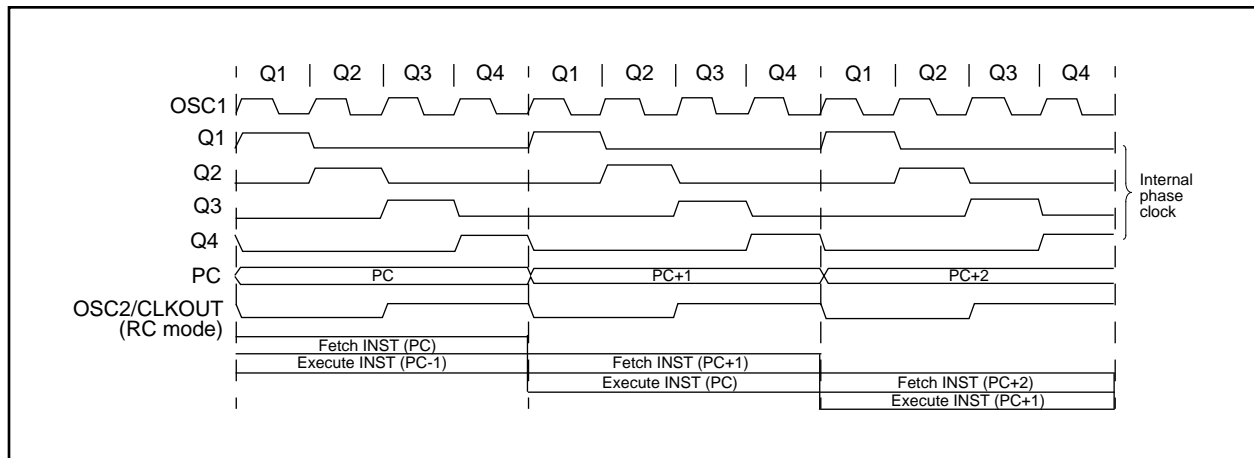 Q1 Q2 Q3 Q4 Q1 Q2 Q3 Q4 Q1 Q2 Q3 Q4
OSC1
Q1
Q2
Q3
Q4
PC
OSC2/CLKOUT
(RC mode)
PC PC+1 PC+2
Internal
phase
clock
Fetch INST (PC)
Execute INST (PC-1) Fetch INST (PC+1)
Execute INST (PC) Fetch INST (PC+2)
Execute INST (PC+1)